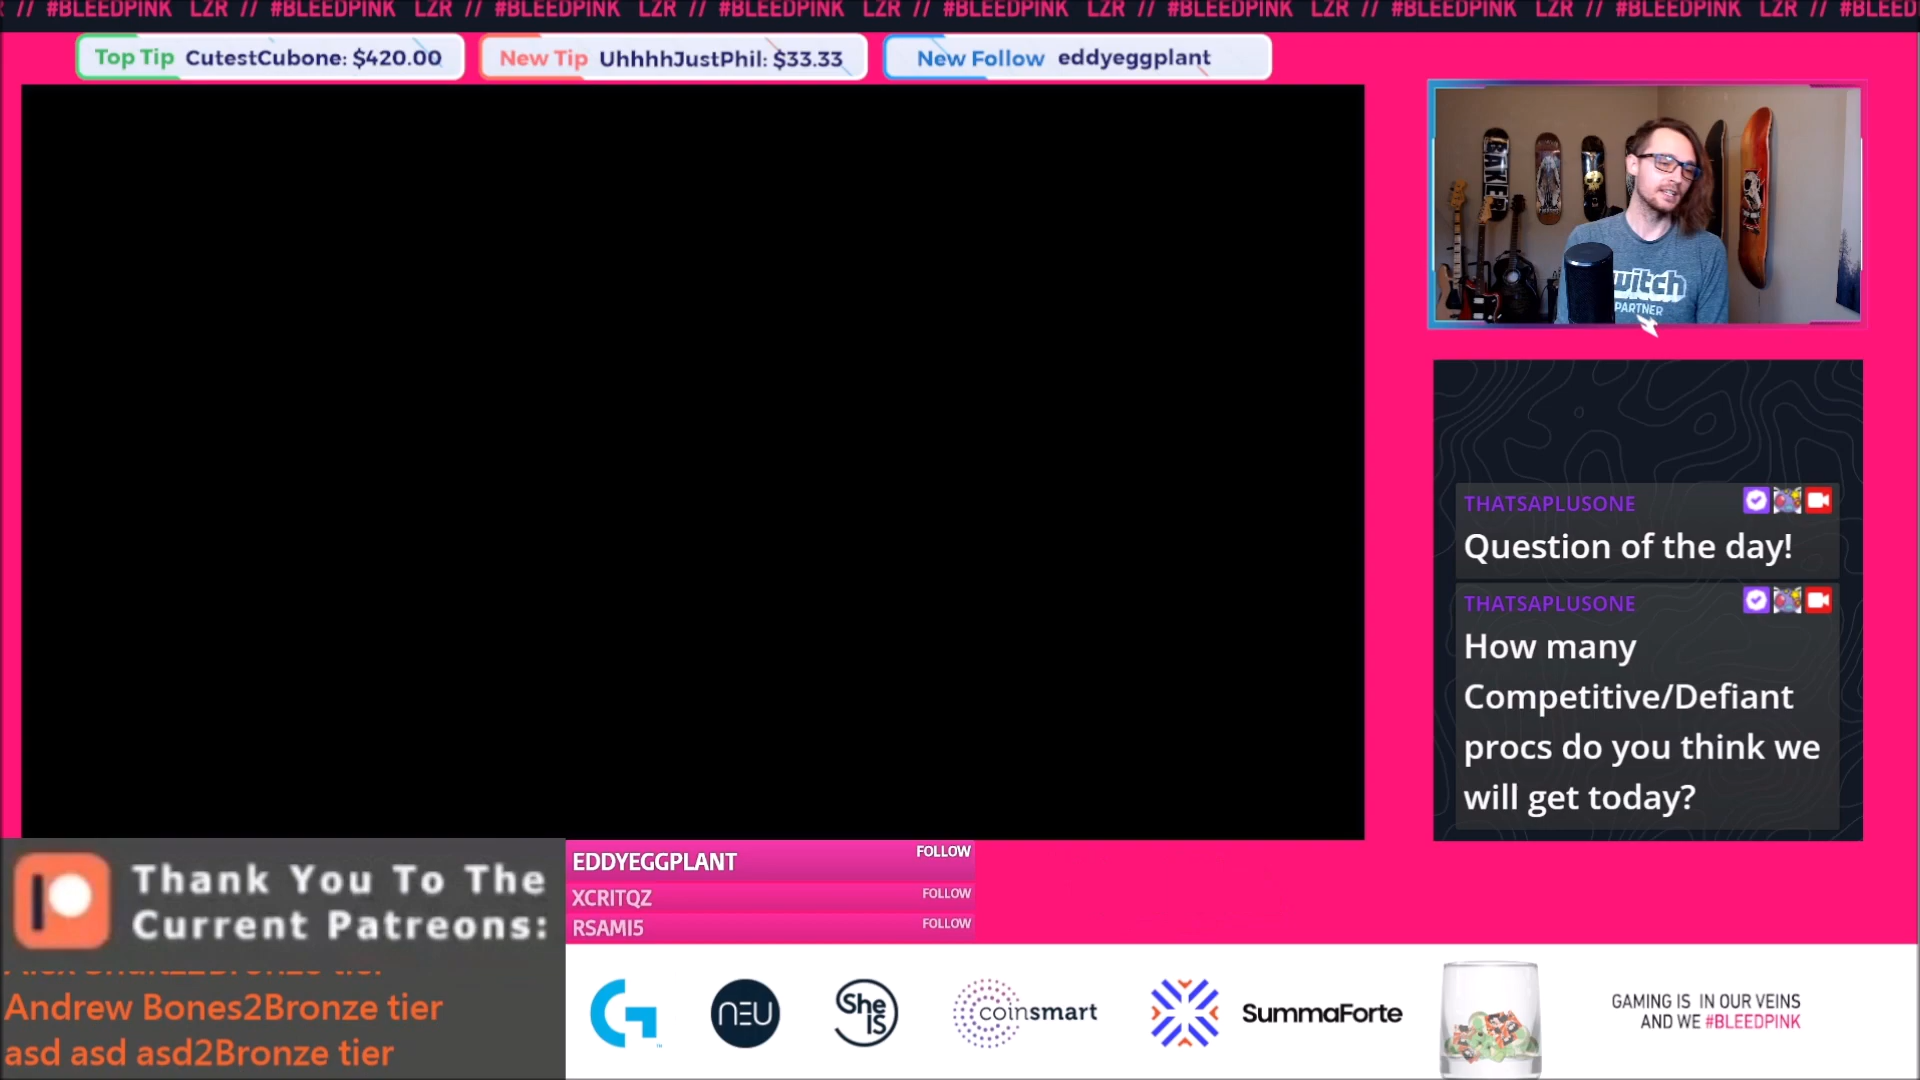 // #BLEEDPINK LZR // #BLEEDPINK LZR // #BLEEDPINK LZR // #BLEEDPINK LZR // #BLEEDPINK LZR // #BLEEDPINK LZR // #BLEEDPINK LZR // #BLEEDPINK LZR // #BLEED
Top Tip CutestCubone: $420.00
New Tip UhhhhJustPhil: $33.33
New Follow eddyeggplant
BAKER
witch
PARTNER
THATSAPLUSONE
Question of the day!
THATSAPLUSONE
How many
Competitive/Defiant
procs do you think we
will get today?
Thank You To The
Current Patreons:
Andrew Bones2Bronze tier
asd asd asd2Bronze tier
EDDYEGGPLANT FOLLOW
XCRITQZ FOLLOW
RSAMI5 FOLLOW
G
NEU
She
IS
coinsmart
SummaForte
GAMING IS IN OUR VEINS
AND WE #BLEEDPINK